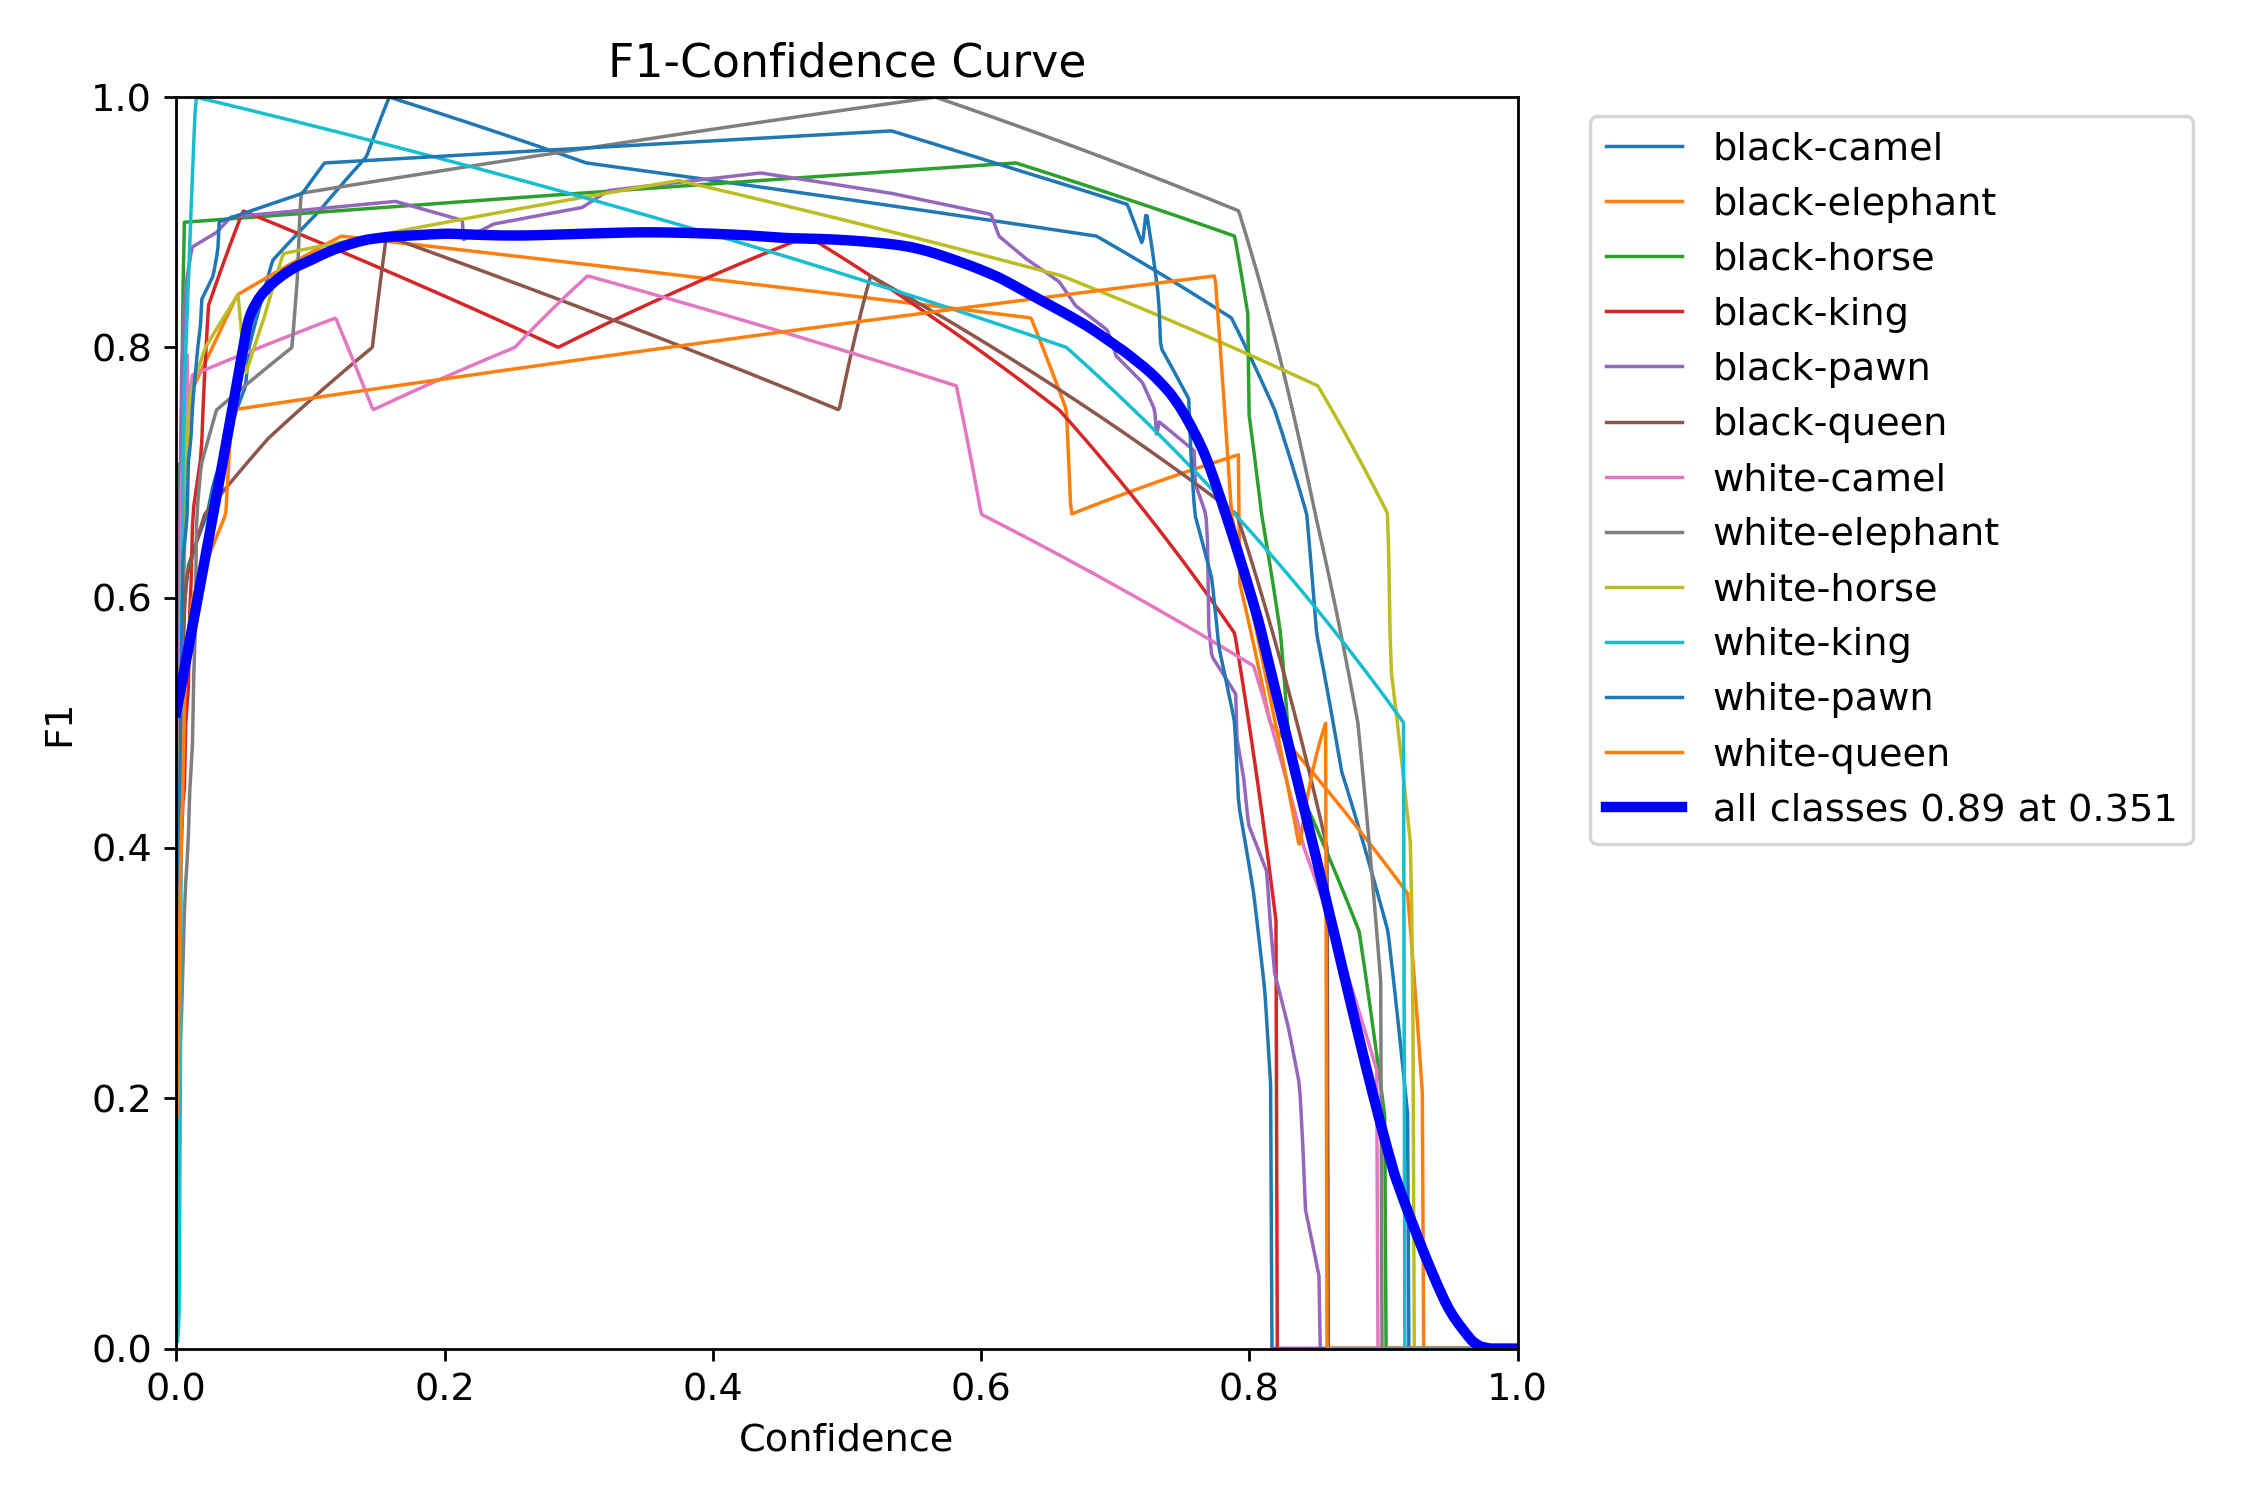 F1-Confidence Curve
1.0
0.8
0.6
0.4
0.2
0.0
F1
0.0 0.2 0.4 0.6 0.8 1.0
Confidence
black-camel
black-elephant
black-horse
black-king
black-pawn
black-queen
white-camel
white-elephant
white-horse
white-king
white-pawn
white-queen
all classes 0.89 at 0.351